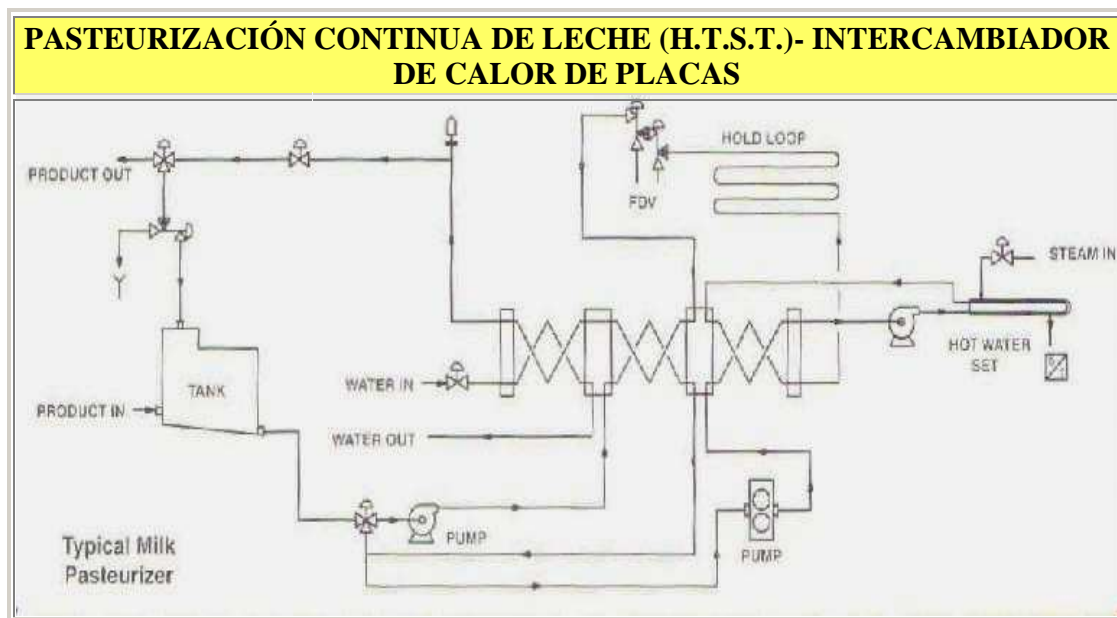 PASTEURIZACIÓN CONTINUA DE LECHE (H.T.S.T.)- INTERCAMBIADOR
DE CALOR DE PLACAS
HOLD LOOP
PRODUCT OUT
FDV
STEAM IN
HOT WATER
SET
TANK
WATER IN
PRODUCT IN
WATER OUT
PUMP
PUMP
Typical Milk
Pasteurizer